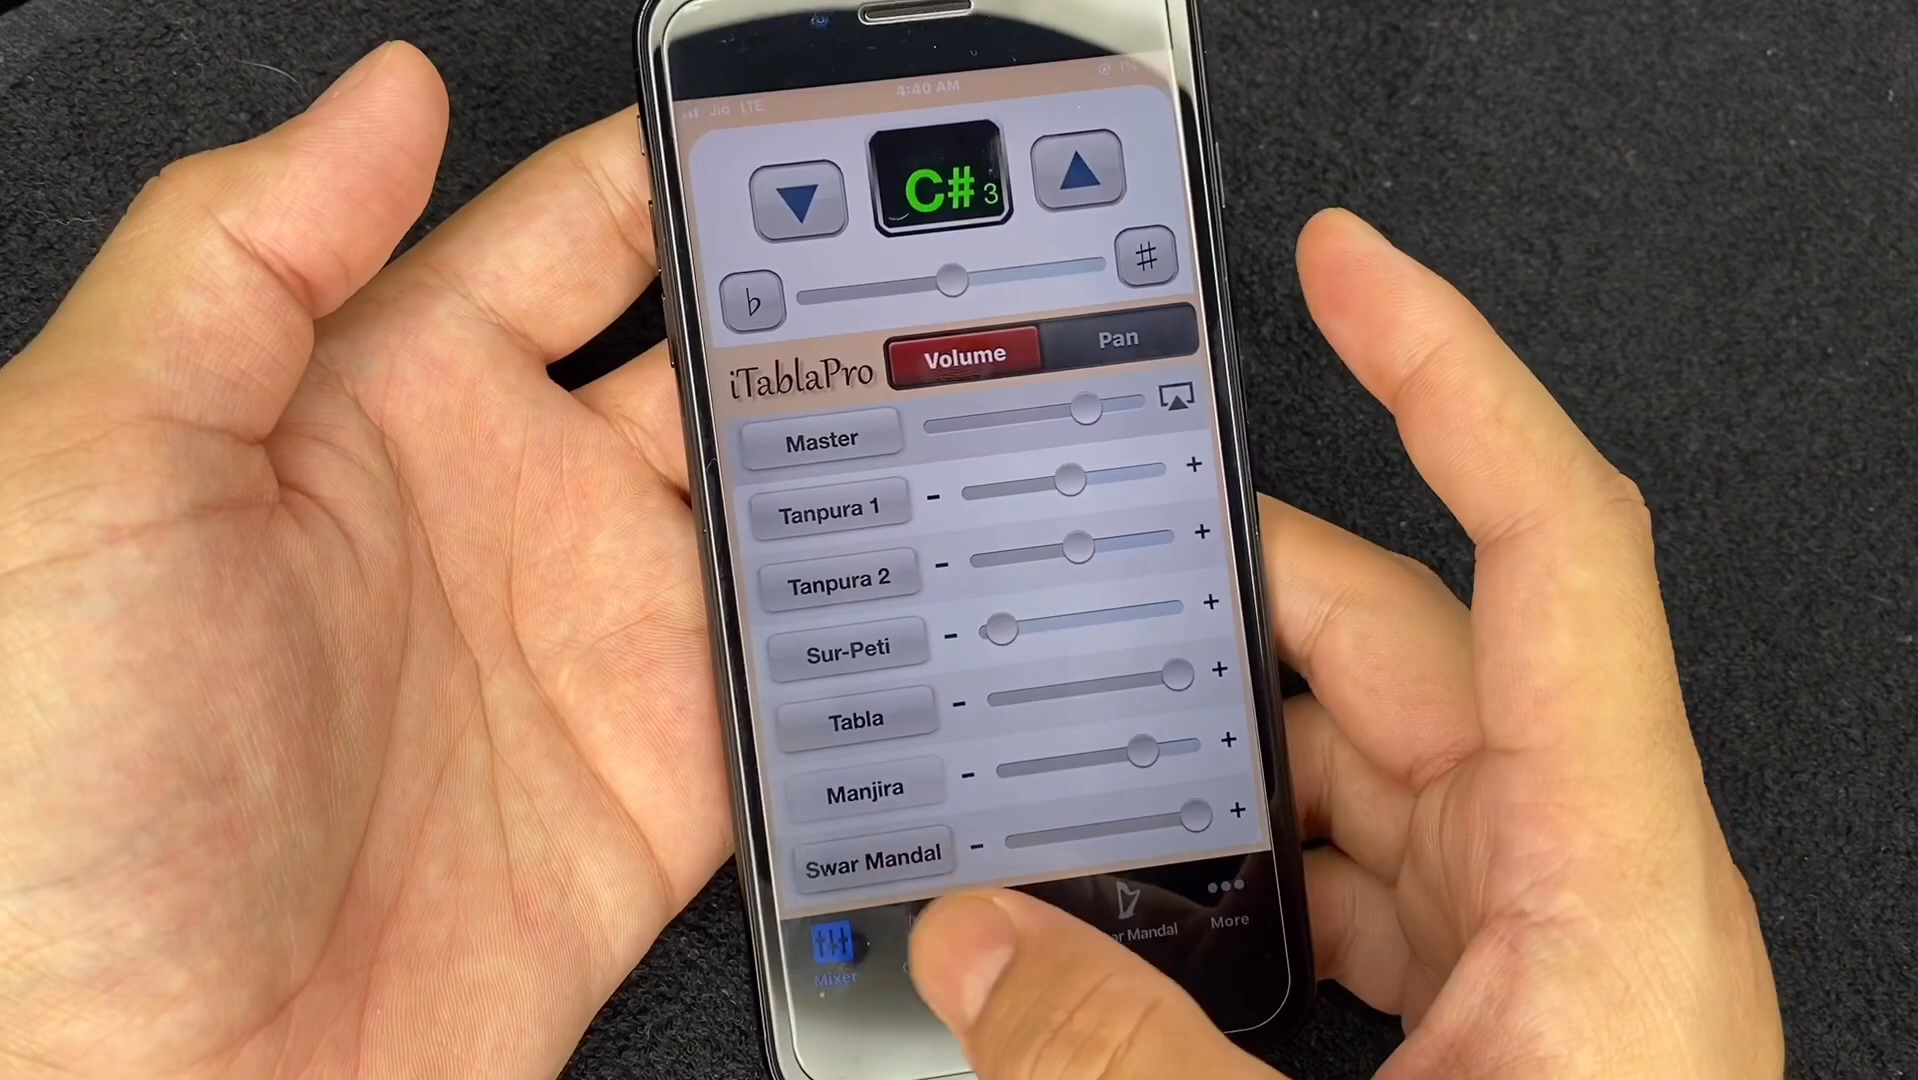 Jio LTE 4:40 AM
C# 3
♭ #
iTablaPro Volume Pan
Master
Tanpura 1 - +
Tanpura 2 - +
Sur-Peti - +
Tabla - +
Manjira - +
Swar Mandal - +
Mixer Mandal More